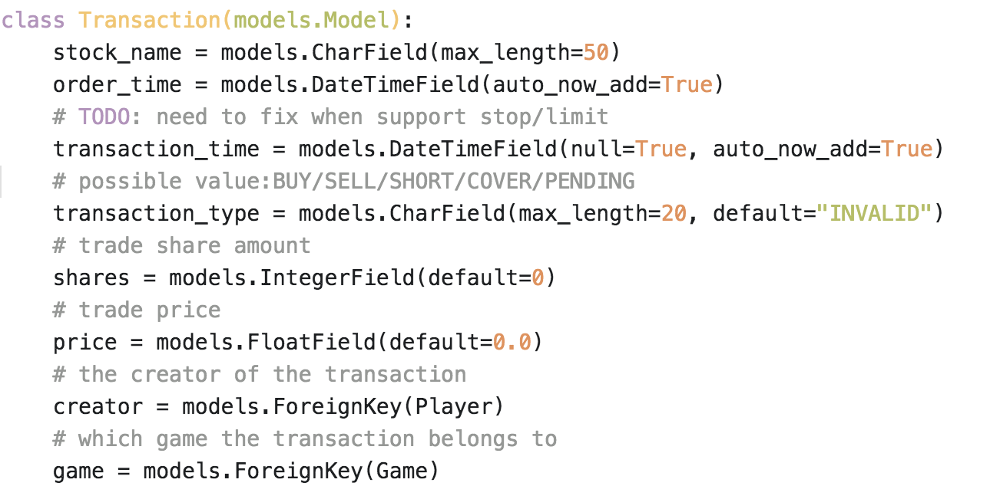 class Transaction(models.Model):
    stock_name = models.CharField(max_length=50)
    order_time = models.DateTimeField(auto_now_add=True)
    # TODO: need to fix when support stop/limit
    transaction_time = models.DateTimeField(null=True, auto_now_add=True)
    # possible value:BUY/SELL/SHORT/COVER/PENDING
    transaction_type = models.CharField(max_length=20, default="INVALID")
    # trade share amount
    shares = models.IntegerField(default=0)
    # trade price
    price = models.FloatField(default=0.0)
    # the creator of the transaction
    creator = models.ForeignKey(Player)
    # which game the transaction belongs to
    game = models.ForeignKey(Game)